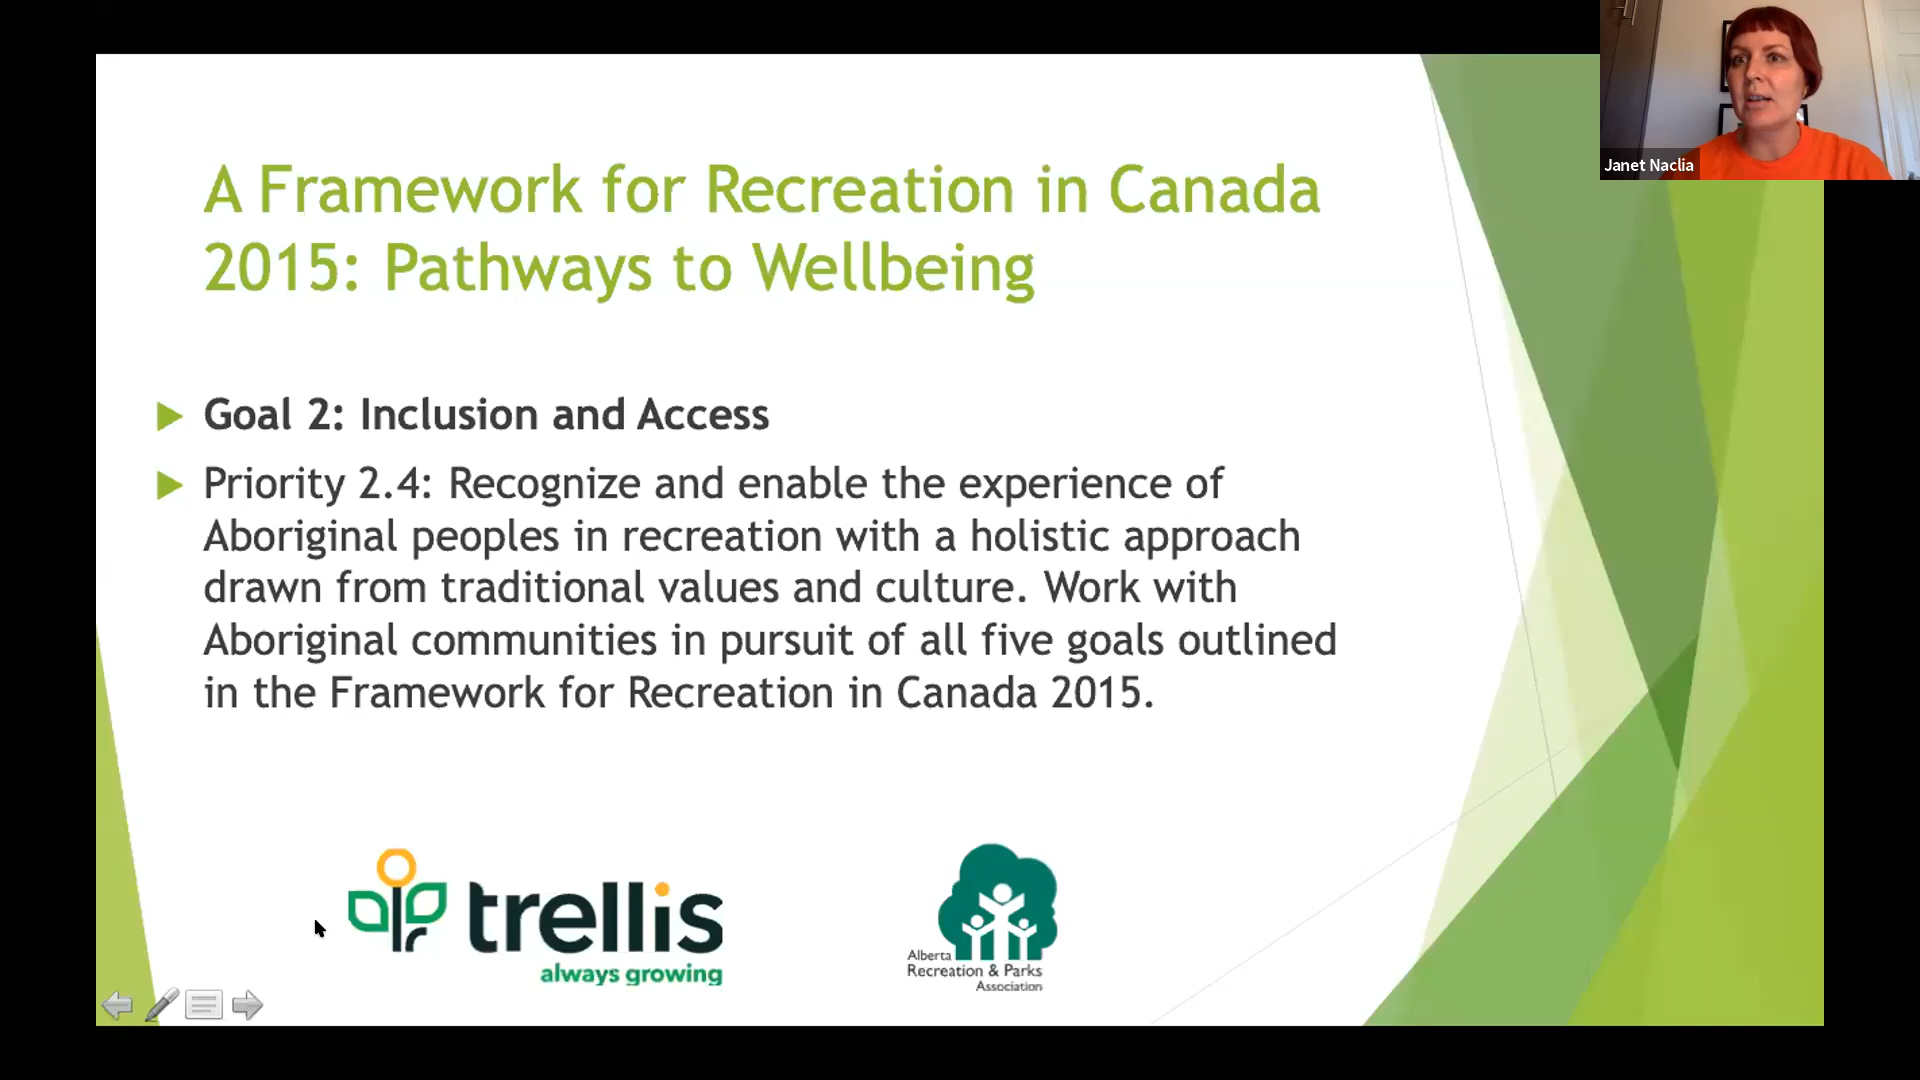 A Framework for Recreation in Canada
2015: Pathways to Wellbeing
Goal 2: Inclusion and Access
Priority 2.4: Recognize and enable the experience of
Aboriginal peoples in recreation with a holistic approach
drawn from traditional values and culture. Work with
Aboriginal communities in pursuit of all five goals outlined
in the Framework for Recreation in Canada 2015.
trellis
always growing
Alberta
Recreation & Parks
Association
Janet Naclia